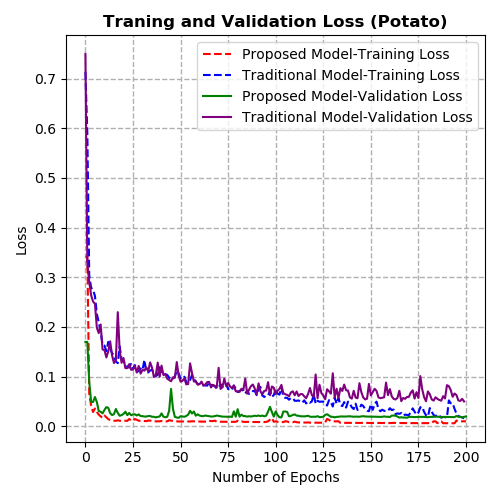 Traning and Validation Loss (Potato)
Proposed Model-Training Loss
Traditional Model-Training Loss
Proposed Model-Validation Loss
Traditional Model-Validation Loss
0.7
0.6
0.5
0.4
0.3
0.2
0.1
0.0
Loss
0 25 50 75 100 125 150 175 200
Number of Epochs